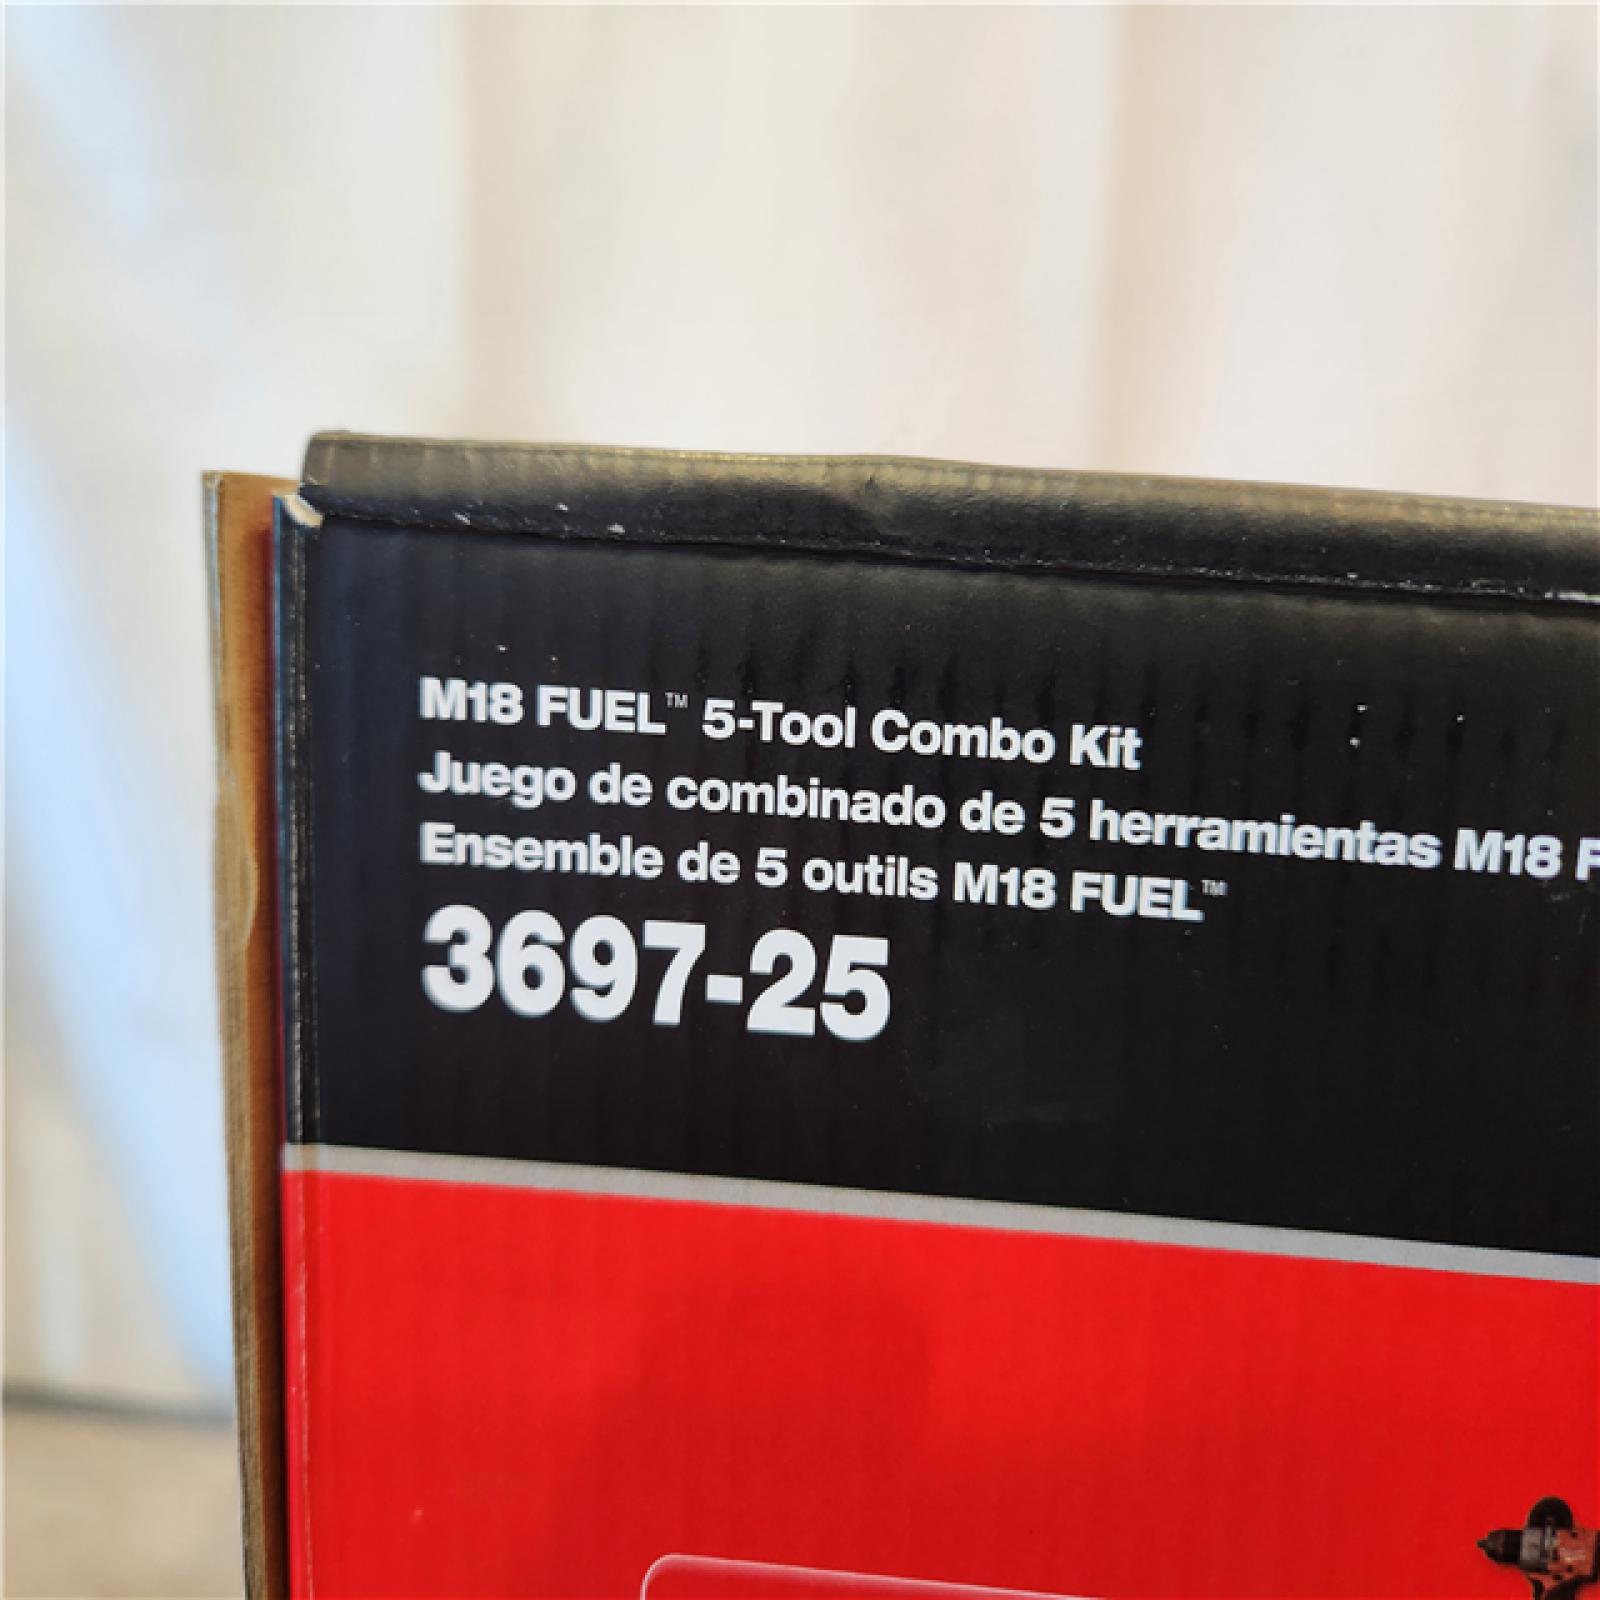 M18 FUEL™ 5-Tool Combo Kit
Juego de combinado de 5 herramientas M18 F
Ensemble de 5 outils M18 FUEL™
3697-25